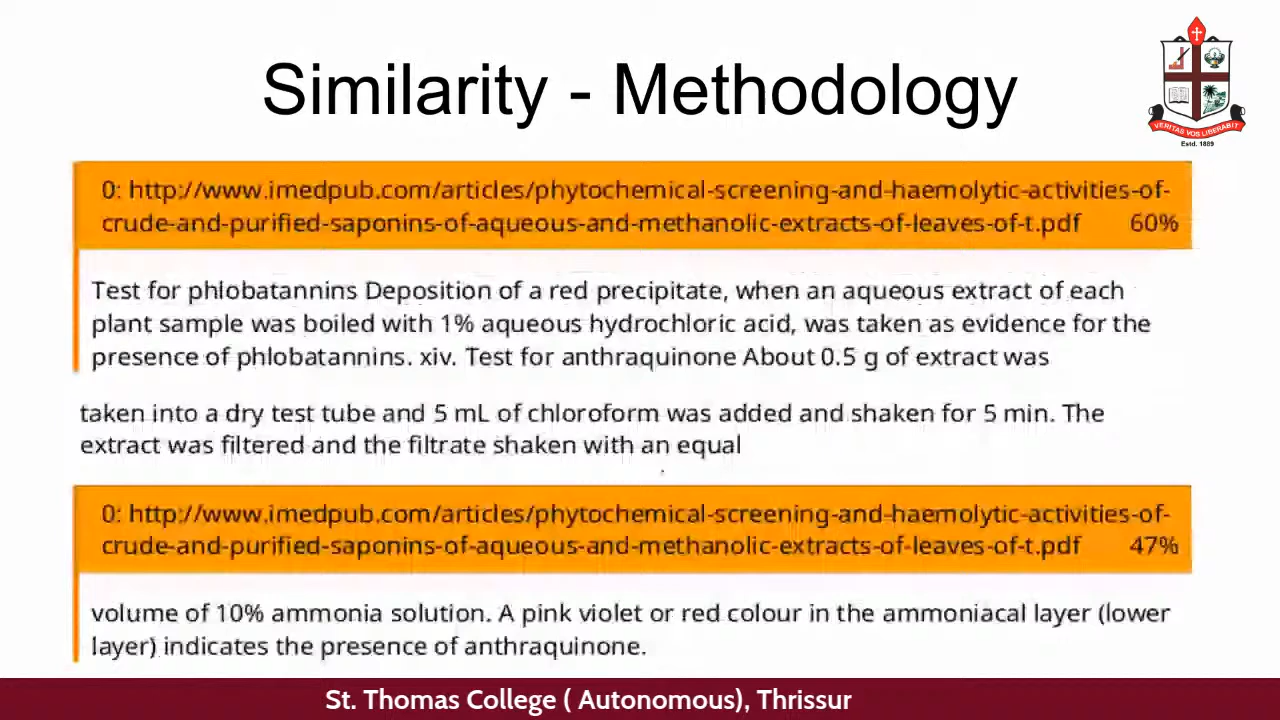 Similarity - Methodology
VERITAS VOS LIBERABIT
Estd. 1889
0: http://www.imedpub.com/articles/phytochemical-screening-and-haemolytic-activities-of-
crude-and-purified-saponins-of-aqueous-and-methanolic-extracts-of-leaves-of-t.pdf 60%
Test for phlobatannins Deposition of a red precipitate, when an aqueous extract of each
plant sample was boiled with 1% aqueous hydrochloric acid, was taken as evidence for the
presence of phlobatannins. xiv. Test for anthraquinone About 0.5 g of extract was
taken into a dry test tube and 5 mL of chloroform was added and shaken for 5 min. The
extract was filtered and the filtrate shaken with an equal
0: http://www.imedpub.com/articles/phytochemical-screening-and-haemolytic-activities-of-
crude-and-purified-saponins-of-aqueous-and-methanolic-extracts-of-leaves-of-t.pdf 47%
volume of 10% ammonia solution. A pink violet or red colour in the ammoniacal layer (lower
layer) indicates the presence of anthraquinone.
St. Thomas College ( Autonomous), Thrissur